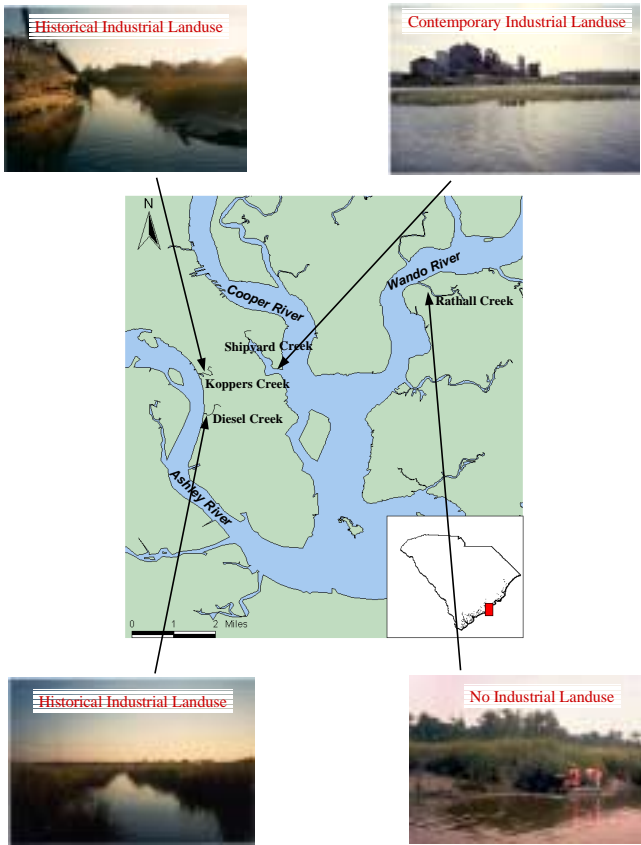 Historical Industrial Landuse
Contemporary Industrial Landuse
N
Wando River
Cooper River
Rathall Creek
Shipyard Creek
Koppers Creek
Diesel Creek
Ashley River
0 1 2 Miles
Historical Industrial Landuse
No Industrial Landuse